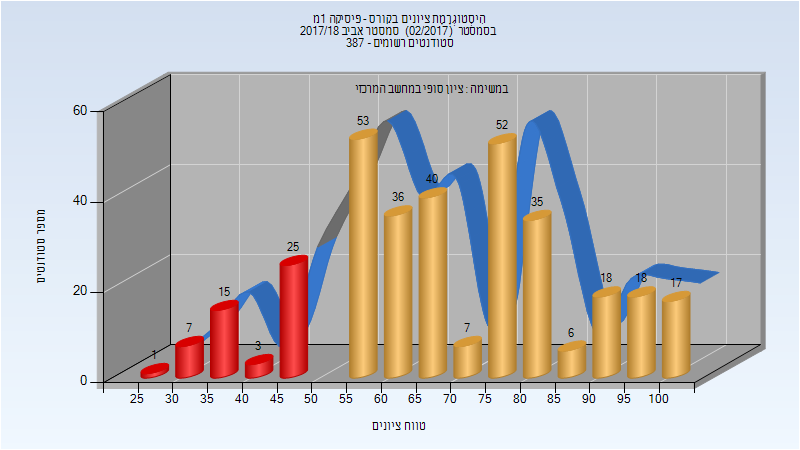 היסטוגרמת ציונים בקורס - פיסיקה 1מ
בסמסטר (02/2017) סמסטר אביב 2017/18
סטודנטים רשומים - 387
במשימה : ציון סופי במחשב המרכזי
מספר סטודנטים
60
40
20
0
1
7
15
3
25
53
36
40
7
52
35
6
18
18
17
25 30 35 40 45 50 55 60 65 70 75 80 85 90 95 100
טווח ציונים